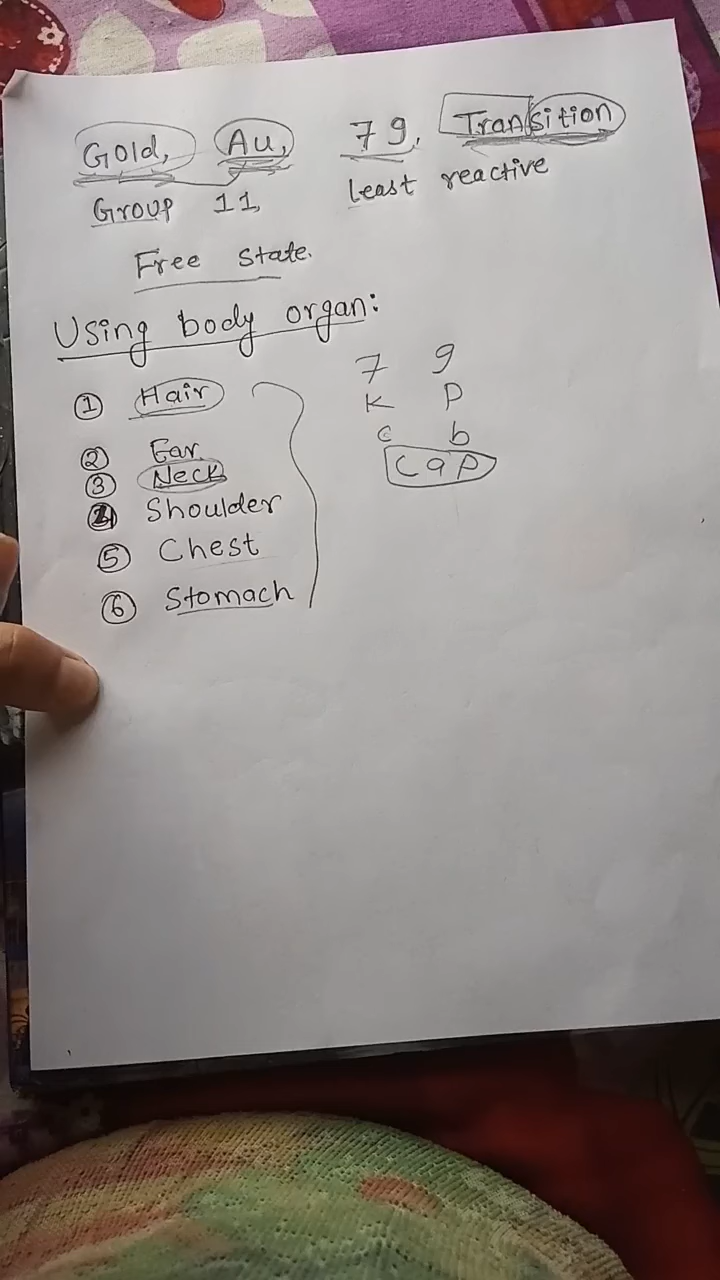 Gold, Au, 79, Transition
Group 11, least reactive
Free state.
Using body organ:
7 9
K P
c b
cap
① Hair
② Ear
③ Neck
4 Shoulder
⑤ Chest
⑥ Stomach